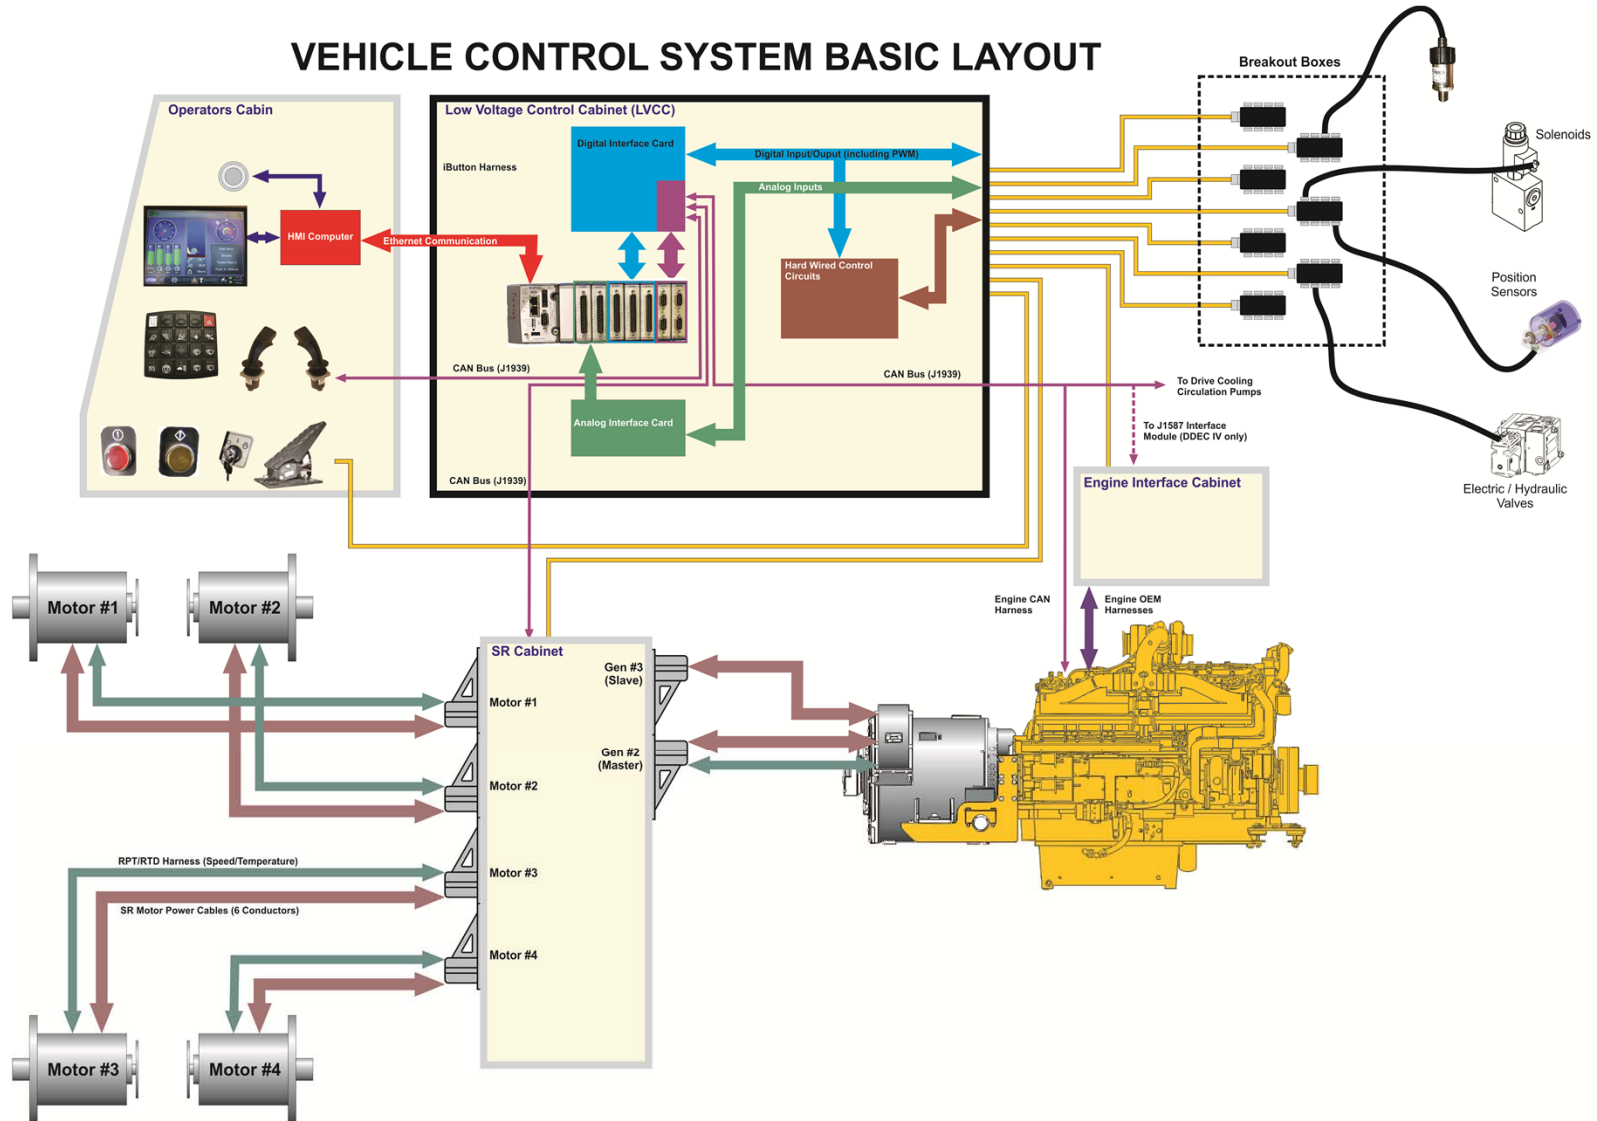 VEHICLE CONTROL SYSTEM BASIC LAYOUT
Operators Cabin
HMI Computer
Ethernet Communication
Low Voltage Control Cabinet (LVCC)
iButton Harness
Digital Interface Card
Digital Input/Ouput (including PWM)
Analog Inputs
Hard Wired Control
Circuits
CAN Bus (J1939)
Analog Interface Card
CAN Bus (J1939)
CAN Bus (J1939)
Breakout Boxes
Solenoids
Position
Sensors
Electric / Hydraulic
Valves
To Drive Cooling
Circulation Pumps
To J1587 Interface
Module (DDEC IV only)
Engine Interface Cabinet
Engine CAN
Harness
Engine OEM
Harnesses
Motor #1
Motor #2
SR Cabinet
Gen #3
(Slave)
Motor #1
Gen #2
(Master)
Motor #2
RPT/RTD Harness (Speed/Temperature)
Motor #3
SR Motor Power Cables (6 Conductors)
Motor #4
Motor #3
Motor #4